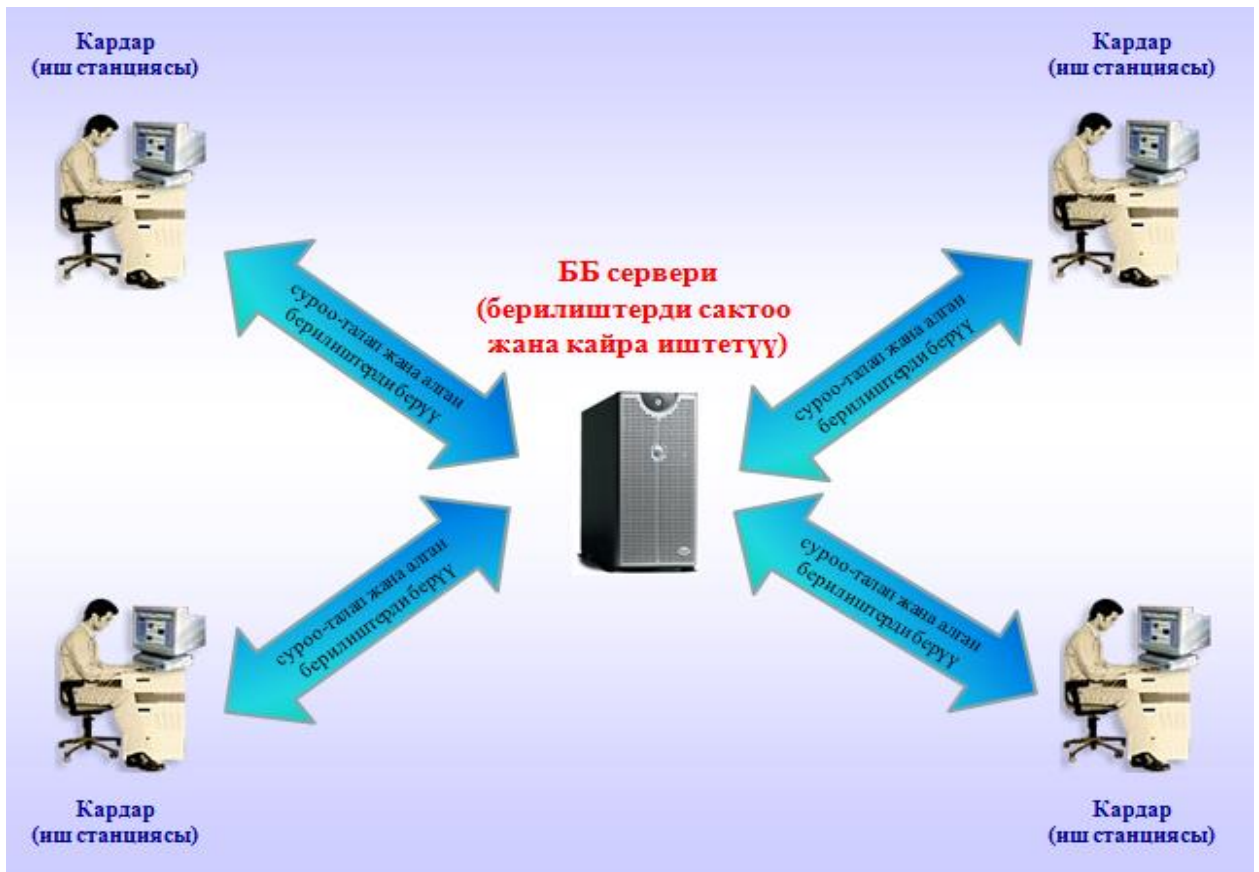 Кардар
(иш станциясы)
Кардар
(иш станциясы)
ББ сервери
(берилиштерди сактоо
жана кайра иштетүү)
суроо-талап жана алган
берилиштерди берүү
суроо-талап жана алган
берилиштерди берүү
суроо-талап жана алган
берилиштерди берүү
суроо-талап жана алган
берилиштерди берүү
Кардар
(иш станциясы)
Кардар
(иш станциясы)